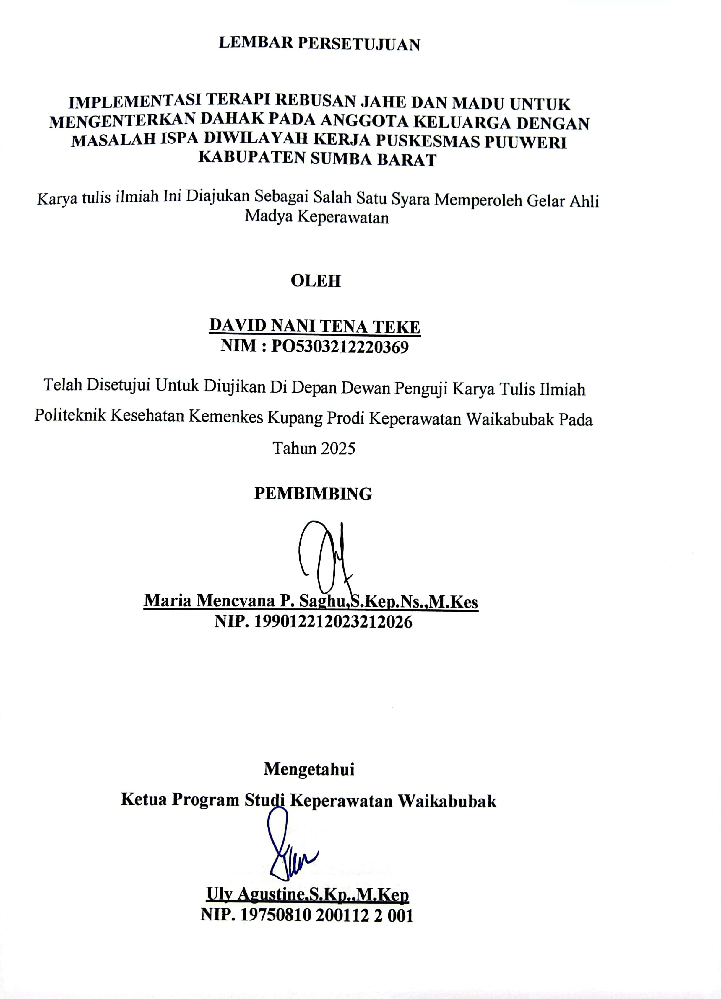 LEMBAR PERSETUJUAN
IMPLEMENTASI TERAPI REBUSAN JAHE DAN MADU UNTUK
MENGENTERKAN DAHAK PADA ANGGOTA KELUARGA DENGAN
MASALAH ISPA DIWILAYAH KERJA PUSKESMAS PUUWERI
KABUPATEN SUMBA BARAT
Karya tulis ilmiah Ini Diajukan Sebagai Salah Satu Syara Memperoleh Gelar Ahli
Madya Keperawatan
OLEH
DAVID NANI TENA TEKE
NIM : PO5303212220369
Telah Disetujui Untuk Diujikan Di Depan Dewan Penguji Karya Tulis Ilmiah
Politeknik Kesehatan Kemenkes Kupang Prodi Keperawatan Waikabubak Pada
Tahun 2025
PEMBIMBING
Maria Mencyana P. Saghu,S.Kep.Ns.,M.Kes
NIP. 199012212023212026
Mengetahui
Ketua Program Studi Keperawatan Waikabubak
Uly Agustine,S.Kp.,M.Kep
NIP. 19750810 200112 2 001